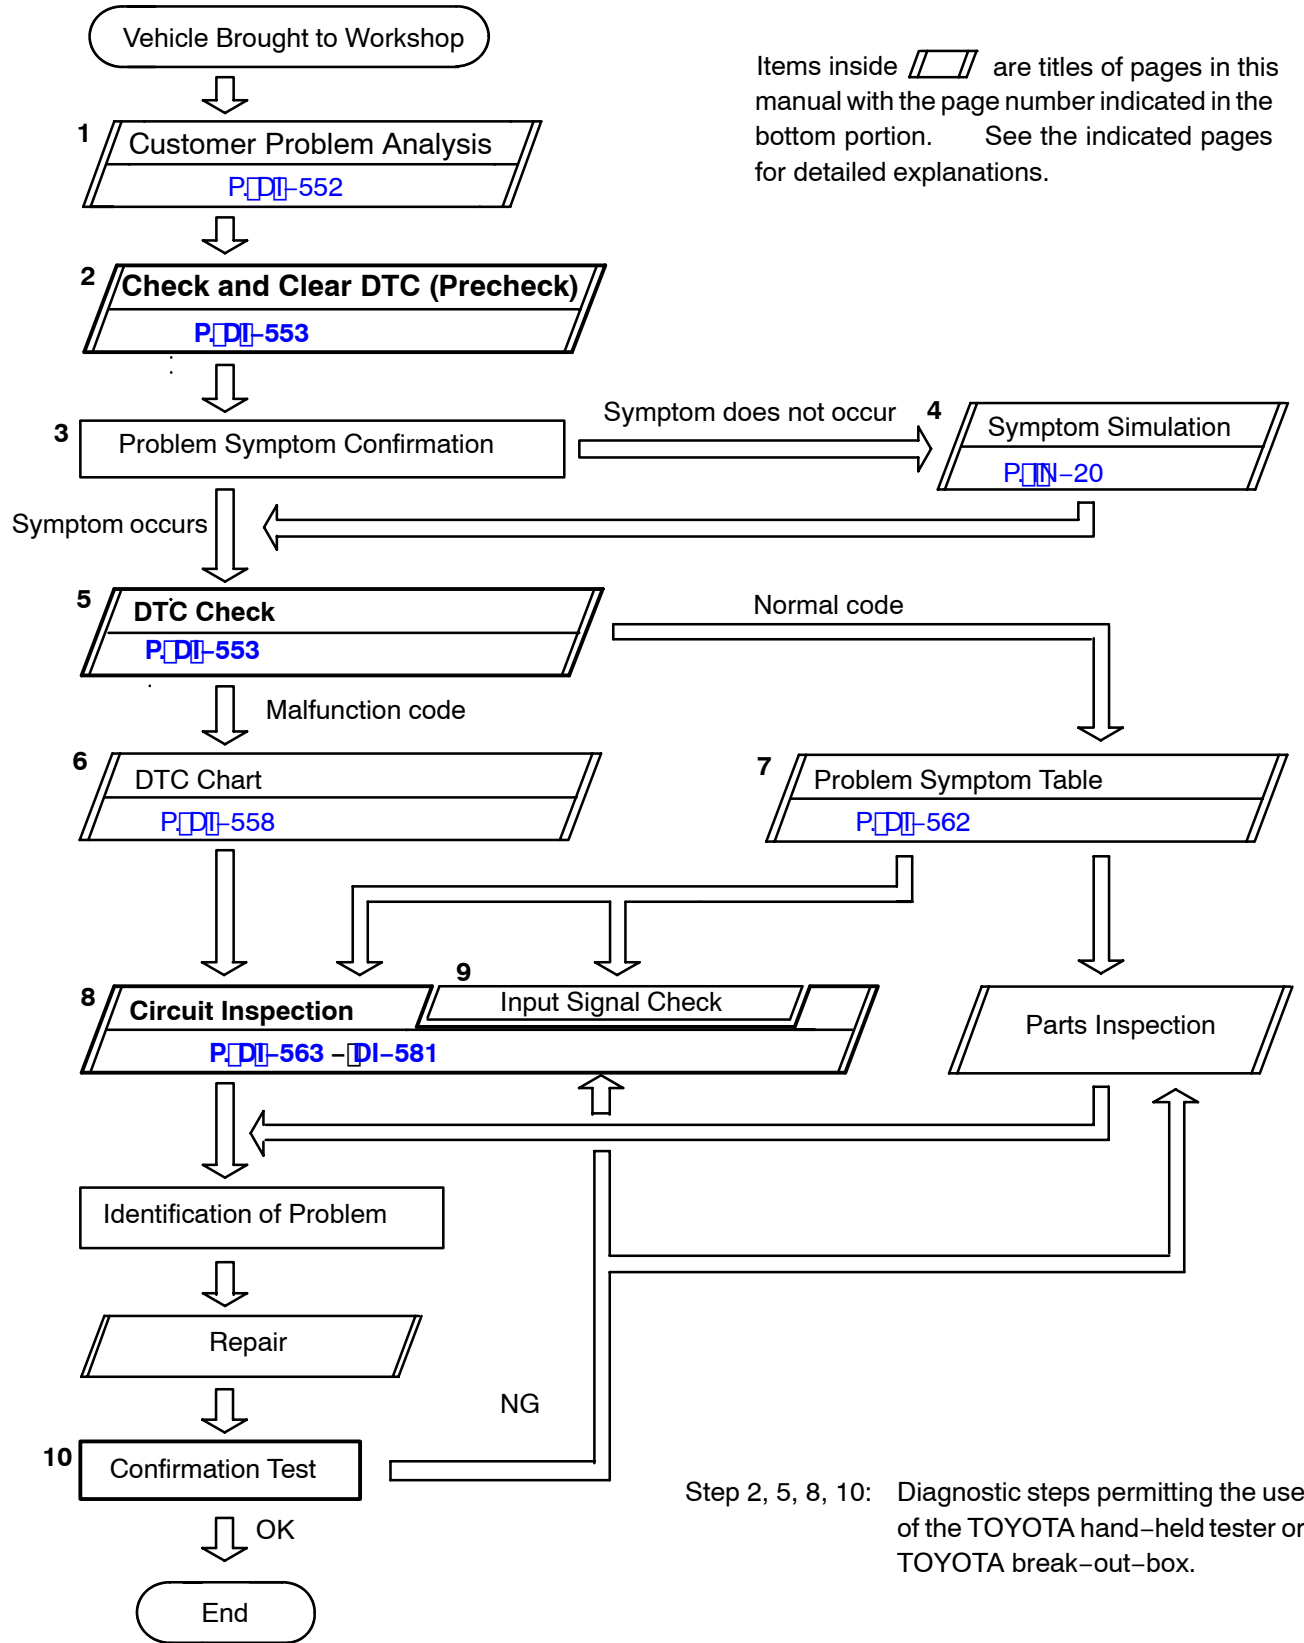 Vehicle Brought to Workshop
Items inside are titles of pages in this
manual with the page number indicated in the
bottom portion. See the indicated pages
for detailed explanations.
1
Customer Problem Analysis
P. DI–552
2
Check and Clear DTC (Precheck)
P. DI–553
3
Problem Symptom Confirmation
Symptom does not occur
4
Symptom Simulation
P. IN–20
Symptom occurs
5
DTC Check
P. DI–553
Normal code
Malfunction code
6
DTC Chart
P. DI–558
7
Problem Symptom Table
P. DI–562
8
Circuit Inspection
P. DI–563 – DI–581
9
Input Signal Check
Parts Inspection
Identification of Problem
Repair
NG
10
Confirmation Test
Step 2, 5, 8, 10: Diagnostic steps permitting the use
of the TOYOTA hand–held tester or
TOYOTA break–out–box.
OK
End